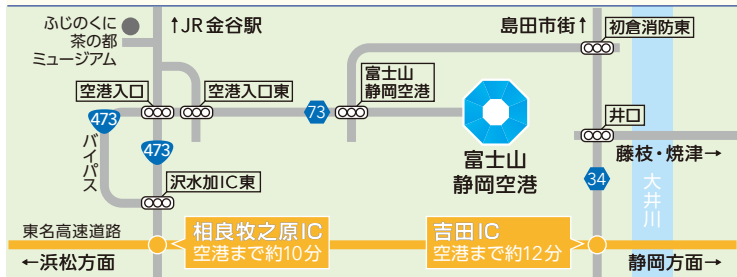 ふじのくに
茶の都
ミュージアム
↑JR金谷駅
島田市街↑
初倉消防東
空港入口
空港入口東
富士山
静岡空港
473
バイパス
473
73
井口
富士山
静岡空港
藤枝・焼津→
沢水加IC東
34
大井川
東名高速道路
相良牧之原IC
空港まで約10分
吉田IC
空港まで約12分
←浜松方面
静岡方面→